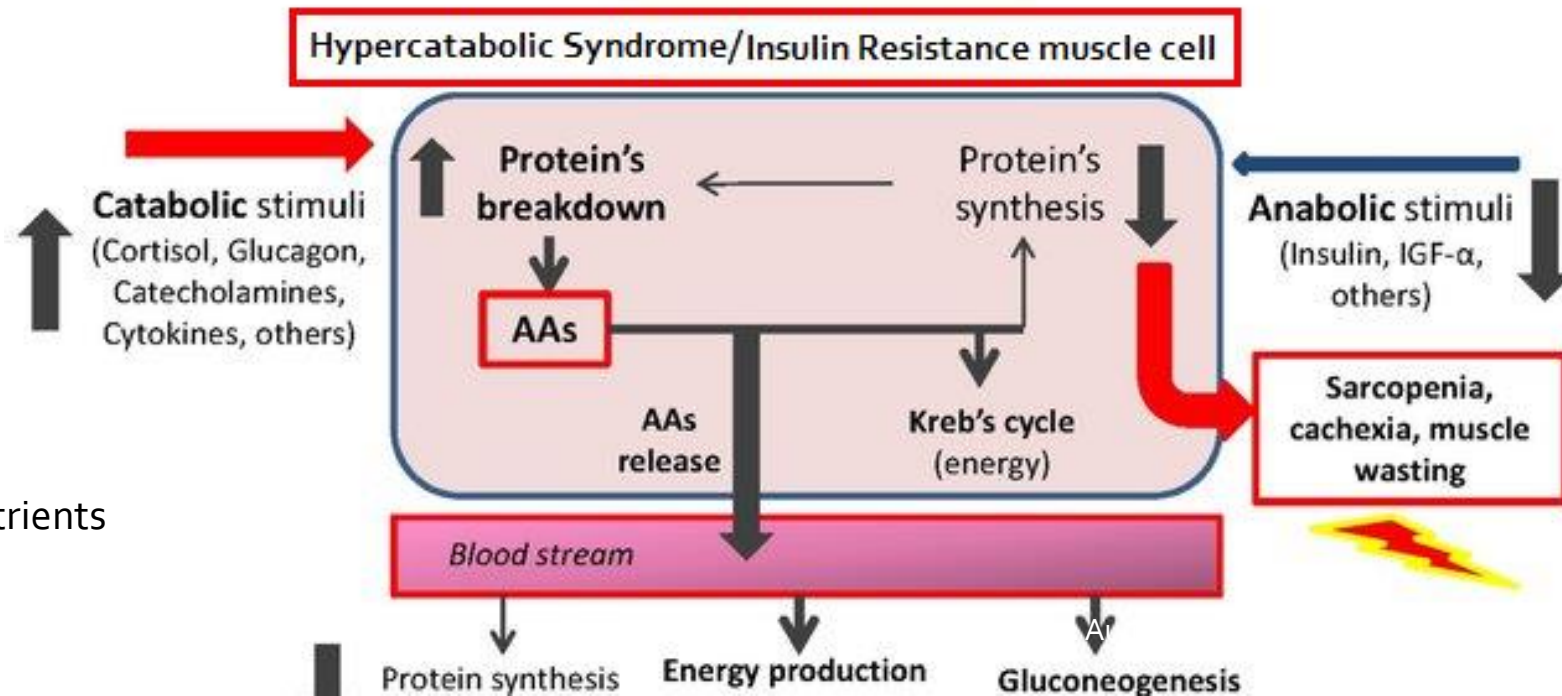 Hypercatabolic Syndrome/Insulin Resistance muscle cell
Catabolic stimuli
(Cortisol, Glucagon,
Catecholamines,
Cytokines, others)
Protein's
breakdown
Protein's
synthesis
Anabolic stimuli
(Insulin, IGF-α,
others)
AAs
AAs
release
Kreb's cycle
(energy)
Sarcopenia,
cachexia, muscle
wasting
trients
Blood stream
Protein synthesis
Energy production
Gluconeogenesis